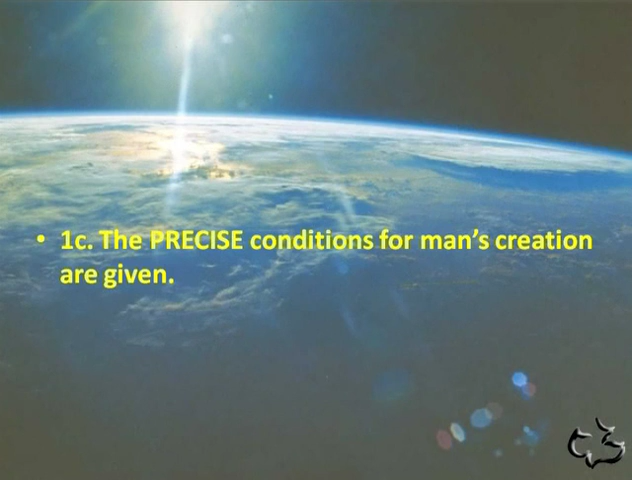 • 1c. The PRECISE conditions for man's creation
are given.